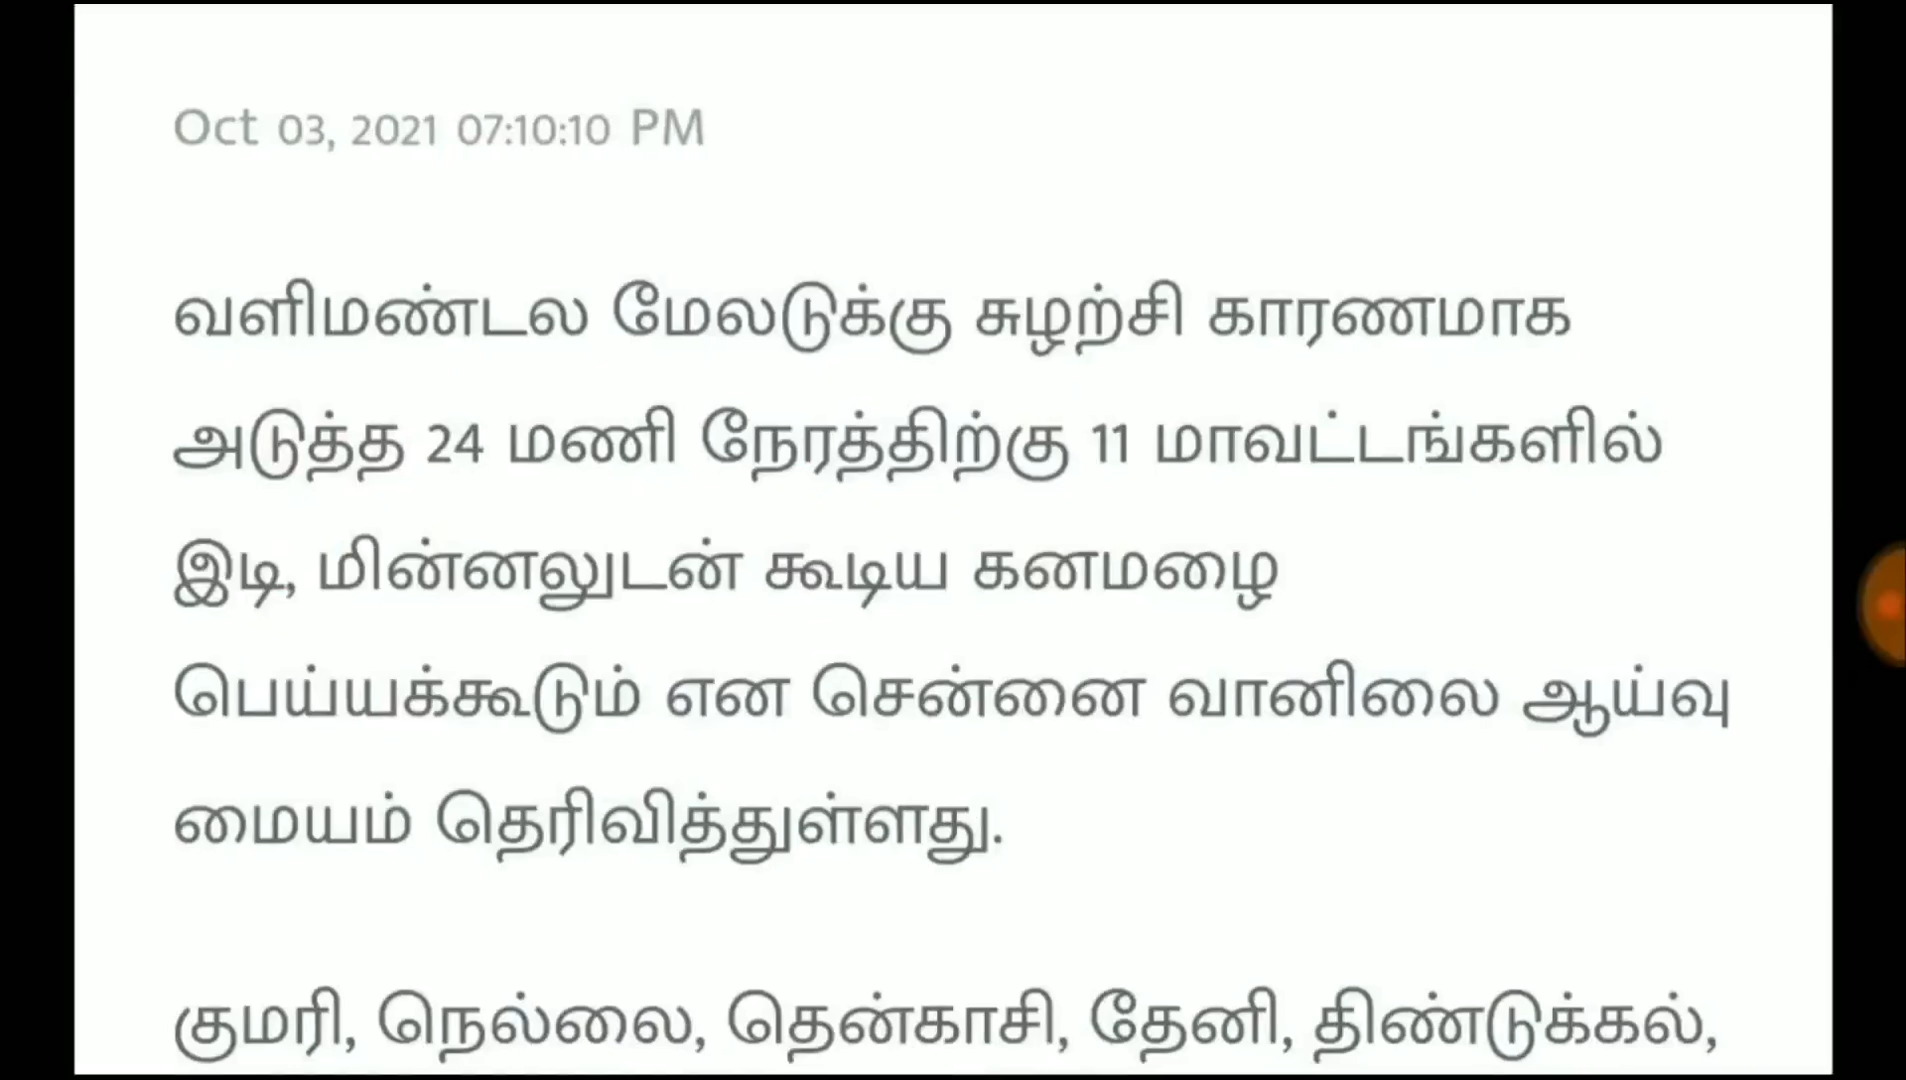 Oct 03, 2021 07:10:10 PM
வளிமண்டல மேலடுக்கு சுழற்சி காரணமாக
அடுத்த 24 மணி நேரத்திற்கு 11 மாவட்டங்களில்
இடி, மின்னலுடன் கூடிய கனமழை
பெய்யக்கூடும் என சென்னை வானிலை ஆய்வு
மையம் தெரிவித்துள்ளது.
குமரி, நெல்லை, தென்காசி, தேனி, திண்டுக்கல்,